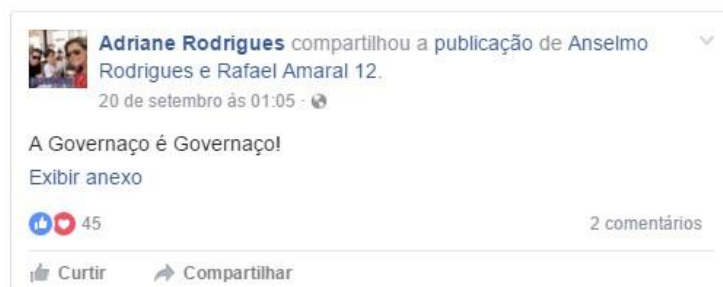 Adriane Rodrigues compartilhou a publicação de Anselmo
Rodrigues e Rafael Amaral 12.
20 de setembro às 01:05 ·
A Governaço é Governaço!
Exibir anexo
45
2 comentários
Curtir
Compartilhar